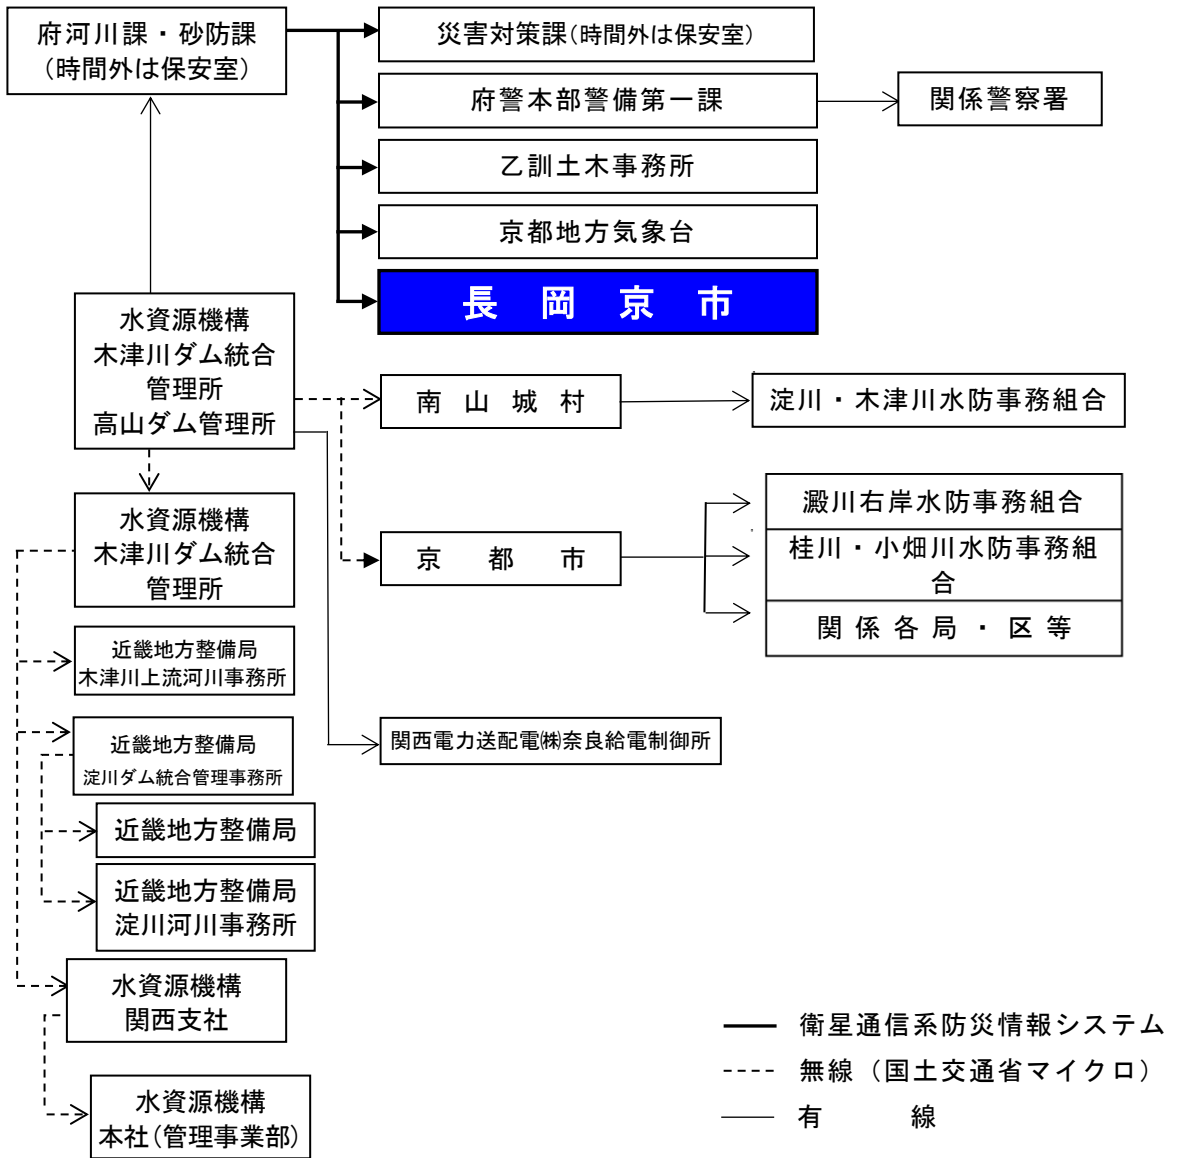 府河川課・砂防課
（時間外は保安室）
災害対策課（時間外は保安室）
府警本部警備第一課
関係警察署
乙訓土木事務所
京都地方気象台
長岡京市
水資源機構
木津川ダム統合
管理所
高山ダム管理所
南山城村
淀川・木津川水防事務組合
水資源機構
木津川ダム統合
管理所
京都市
澱川右岸水防事務組合
桂川・小畑川水防事務組
合
関係各局・区等
近畿地方整備局
木津川上流河川事務所
近畿地方整備局
淀川ダム統合管理事務所
関西電力送配電㈱奈良給電制御所
近畿地方整備局
近畿地方整備局
淀川河川事務所
水資源機構
関西支社
水資源機構
本社（管理事業部）
衛星通信系防災情報システム
無線（国土交通省マイクロ）
有線